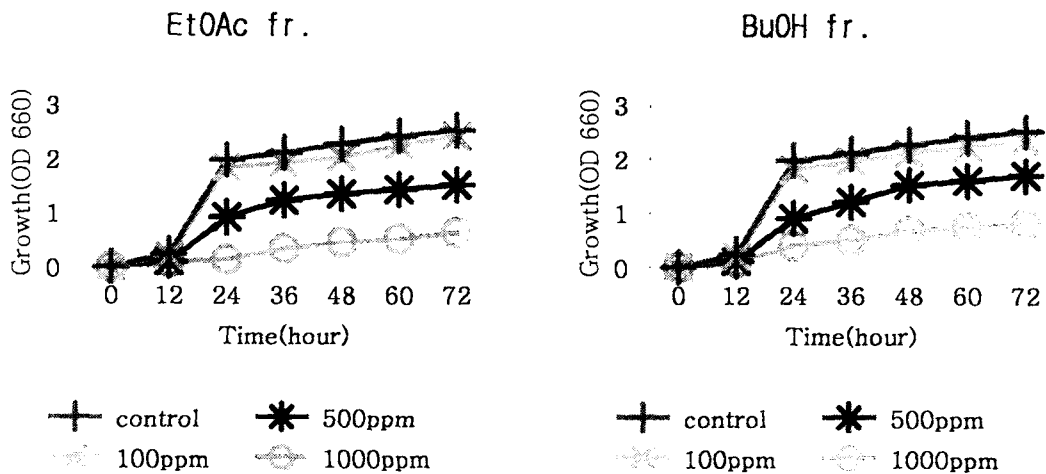 EtOAc fr.
Growth(OD 660)
3
2
1
0
0 12 24 36 48 60 72
Time(hour)
control
500ppm
100ppm
1000ppm
BuOH fr.
Growth(OD 660)
3
2
1
0
0 12 24 36 48 60 72
Time(hour)
control
500ppm
100ppm
1000ppm